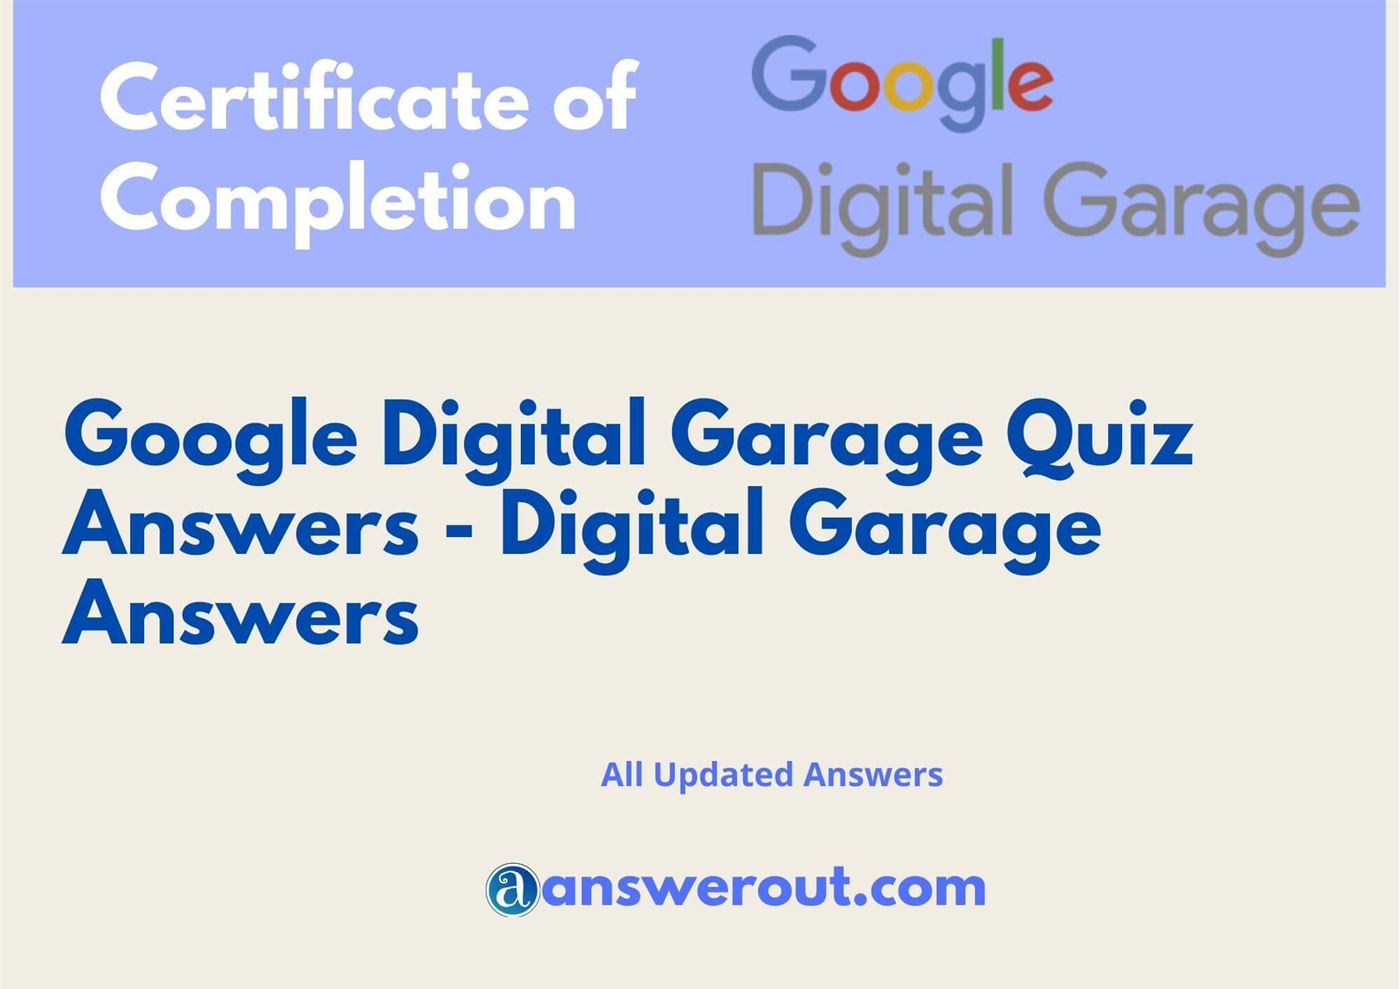 Certificate of
Completion
Google
Digital Garage
Google Digital Garage Quiz
Answers - Digital Garage
Answers
All Updated Answers
a answerout.com